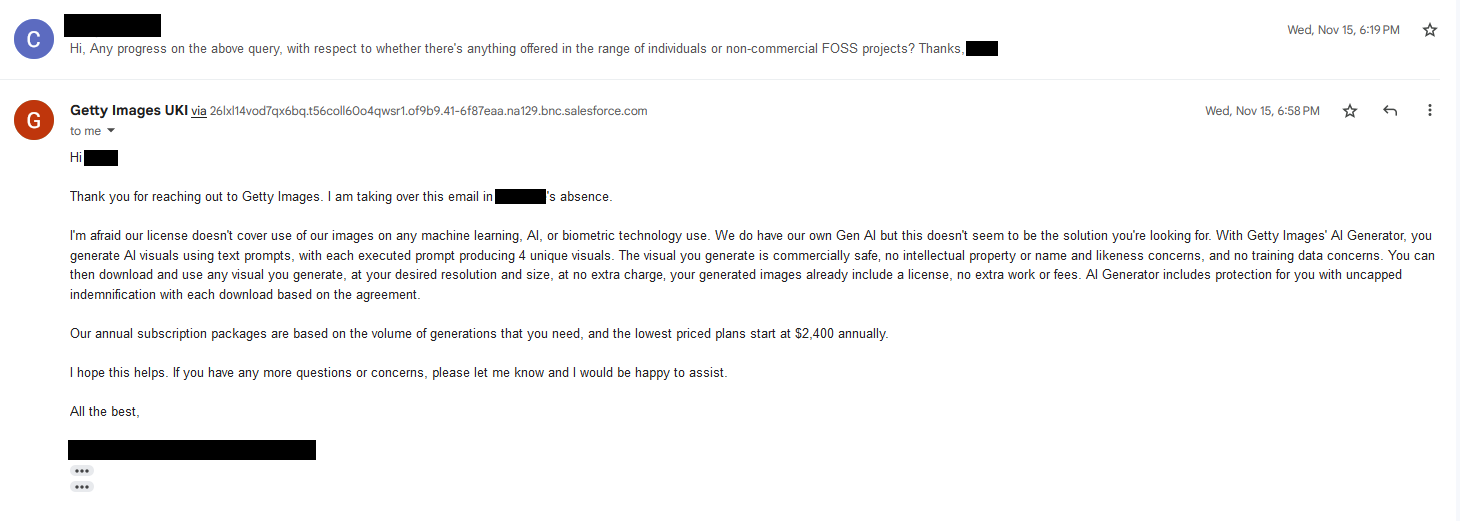 C
Wed, Nov 15, 6:19 PM
Hi, Any progress on the above query, with respect to whether there's anything offered in the range of individuals or non-commercial FOSS projects? Thanks,
G
Getty Images UKI via 26lxl14vod7qx6bq.t56coll60o4qwsr1.of9b9.41-6f87eaa.na129.bnc.salesforce.com
Wed, Nov 15, 6:58 PM
to me
Hi
Thank you for reaching out to Getty Images. I am taking over this email in 's absence.
I'm afraid our license doesn't cover use of our images on any machine learning, AI, or biometric technology use. We do have our own Gen AI but this doesn't seem to be the solution you're looking for. With Getty Images' AI Generator, you
generate AI visuals using text prompts, with each executed prompt producing 4 unique visuals. The visual you generate is commercially safe, no intellectual property or name and likeness concerns, and no training data concerns. You can
then download and use any visual you generate, at your desired resolution and size, at no extra charge, your generated images already include a license, no extra work or fees. AI Generator includes protection for you with uncapped
indemnification with each download based on the agreement.
Our annual subscription packages are based on the volume of generations that you need, and the lowest priced plans start at $2,400 annually.
I hope this helps. If you have any more questions or concerns, please let me know and I would be happy to assist.
All the best,